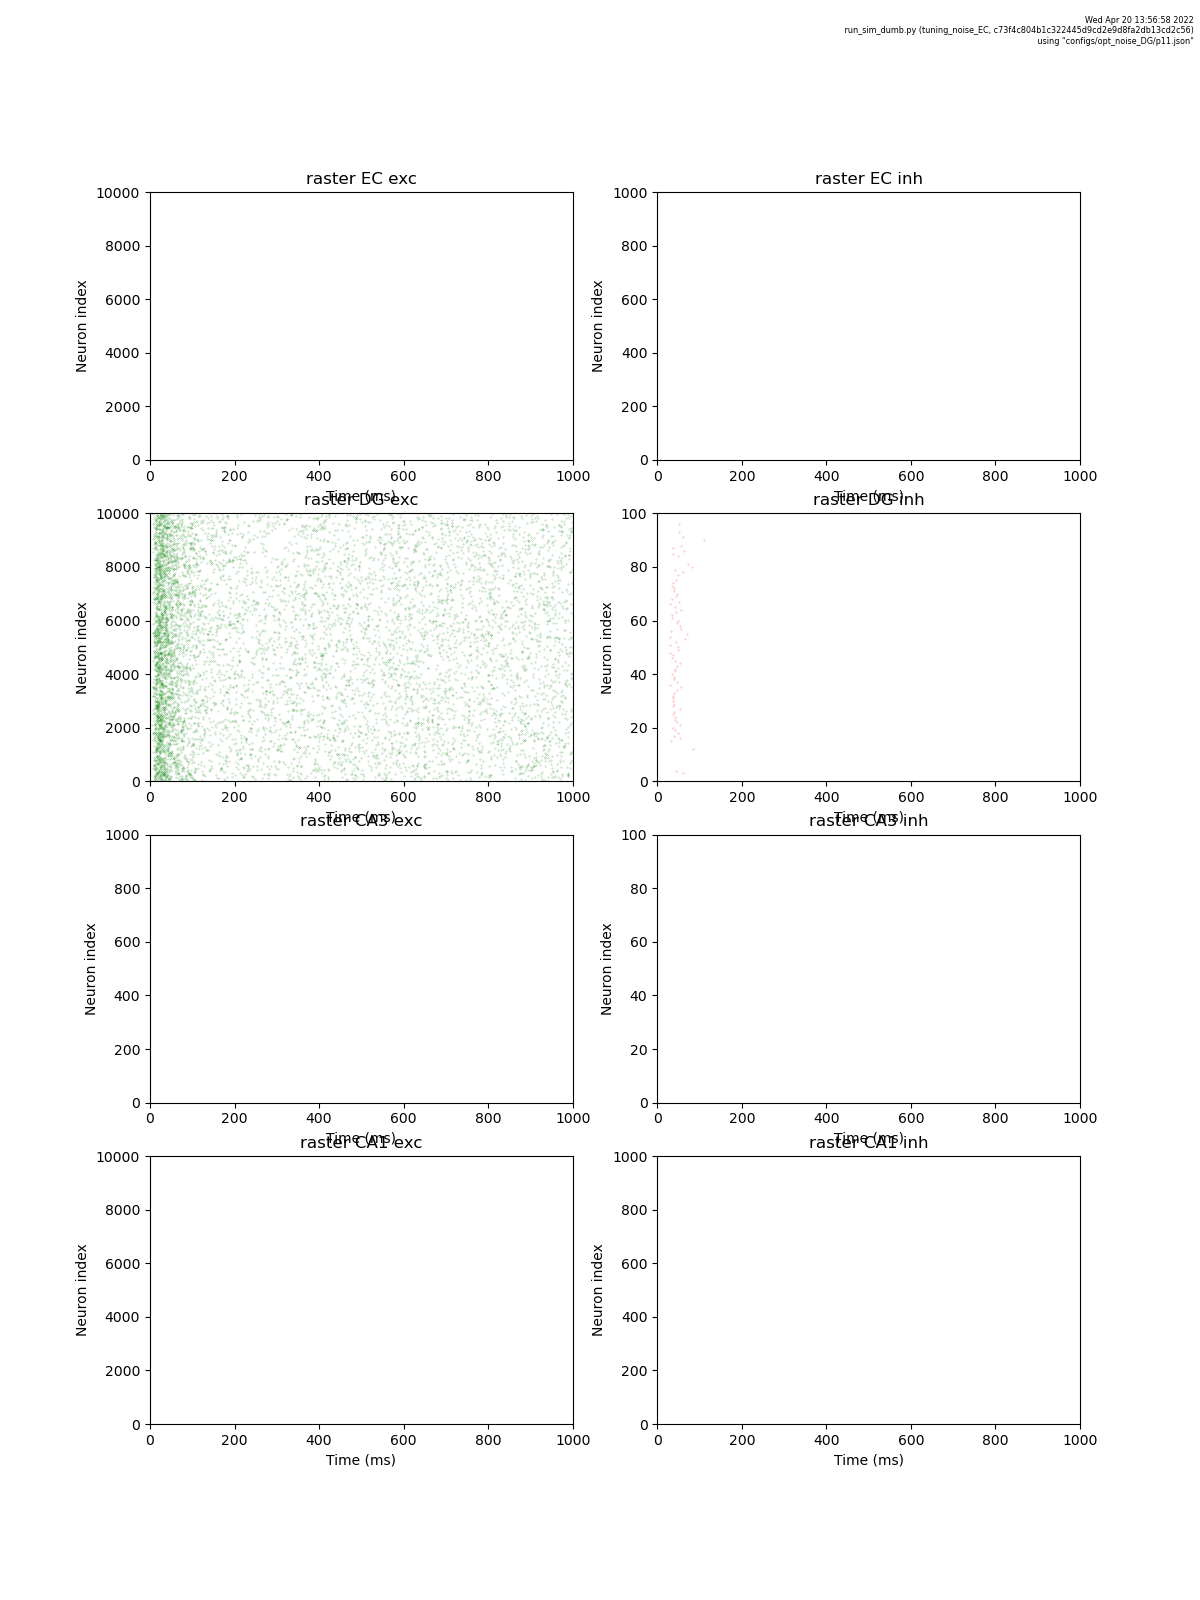 Wed Apr 20 13:56:58 2022
run_sim_dumb.py (tuning_noise_EC, c73f4c804b1c322445d9cd2e9d8fa2db13cd2c56)
using "configs/opt_noise_DG/p11.json"
raster EC exc
10000
8000
6000
4000
2000
0
Neuron index
0 200 400 600 800 1000
Time (ms)
raster EC inh
1000
800
600
400
200
0
Neuron index
0 200 400 600 800 1000
Time (ms)
raster DG exc
10000
8000
6000
4000
2000
0
Neuron index
0 200 400 600 800 1000
Time (ms)
raster DG inh
100
80
60
40
20
0
Neuron index
0 200 400 600 800 1000
Time (ms)
raster CA3 exc
1000
800
600
400
200
0
Neuron index
0 200 400 600 800 1000
Time (ms)
raster CA3 inh
100
80
60
40
20
0
Neuron index
0 200 400 600 800 1000
Time (ms)
raster CA1 exc
10000
8000
6000
4000
2000
0
Neuron index
0 200 400 600 800 1000
Time (ms)
raster CA1 inh
1000
800
600
400
200
0
Neuron index
0 200 400 600 800 1000
Time (ms)